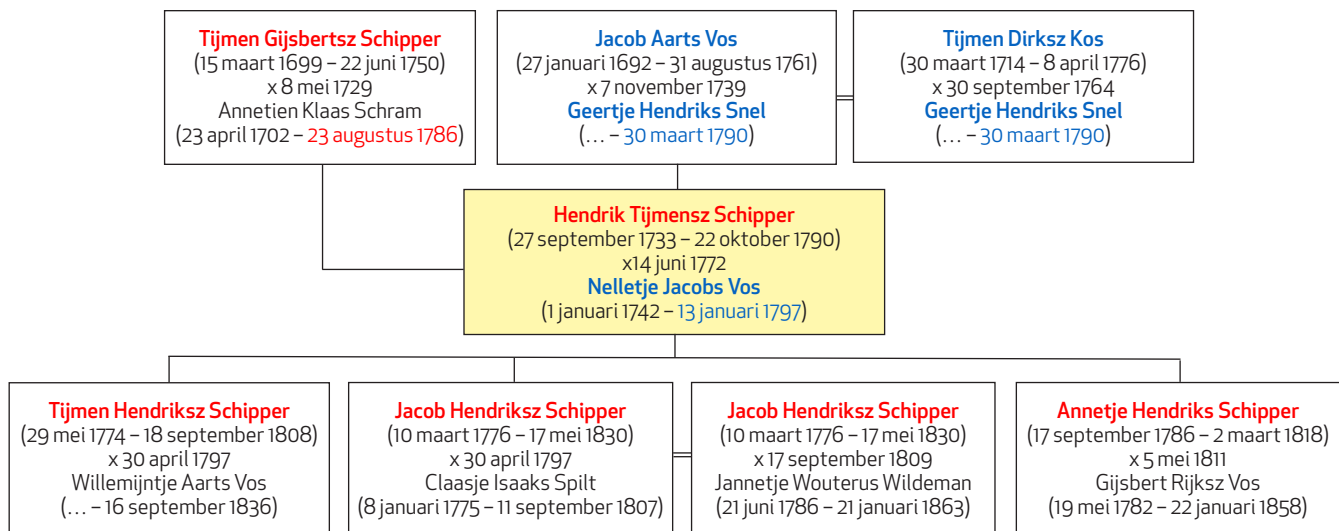 Tijmen Gijsbertsz Schipper
(15 maart 1699 – 22 juni 1750)
x 8 mei 1729
Annetien Klaas Schram
(23 april 1702 – 23 augustus 1786)
Jacob Aarts Vos
(27 januari 1692 – 31 augustus 1761)
x 7 november 1739
Geertje Hendriks Snel
(… – 30 maart 1790)
Tijmen Dirksz Kos
(30 maart 1714 – 8 april 1776)
x 30 september 1764
Geertje Hendriks Snel
(… – 30 maart 1790)
Hendrik Tijmensz Schipper
(27 september 1733 – 22 oktober 1790)
x14 juni 1772
Nelletje Jacobs Vos
(1 januari 1742 – 13 januari 1797)
Tijmen Hendriksz Schipper
(29 mei 1774 – 18 september 1808)
x 30 april 1797
Willemijntje Aarts Vos
(… – 16 september 1836)
Jacob Hendriksz Schipper
(10 maart 1776 – 17 mei 1830)
x 30 april 1797
Claasje Isaaks Spilt
(8 januari 1775 – 11 september 1807)
Jacob Hendriksz Schipper
(10 maart 1776 – 17 mei 1830)
x 17 september 1809
Jannetje Wouterus Wildeman
(21 juni 1786 – 21 januari 1863)
Annetje Hendriks Schipper
(17 september 1786 – 2 maart 1818)
x 5 mei 1811
Gijsbert Rijksz Vos
(19 mei 1782 – 22 januari 1858)